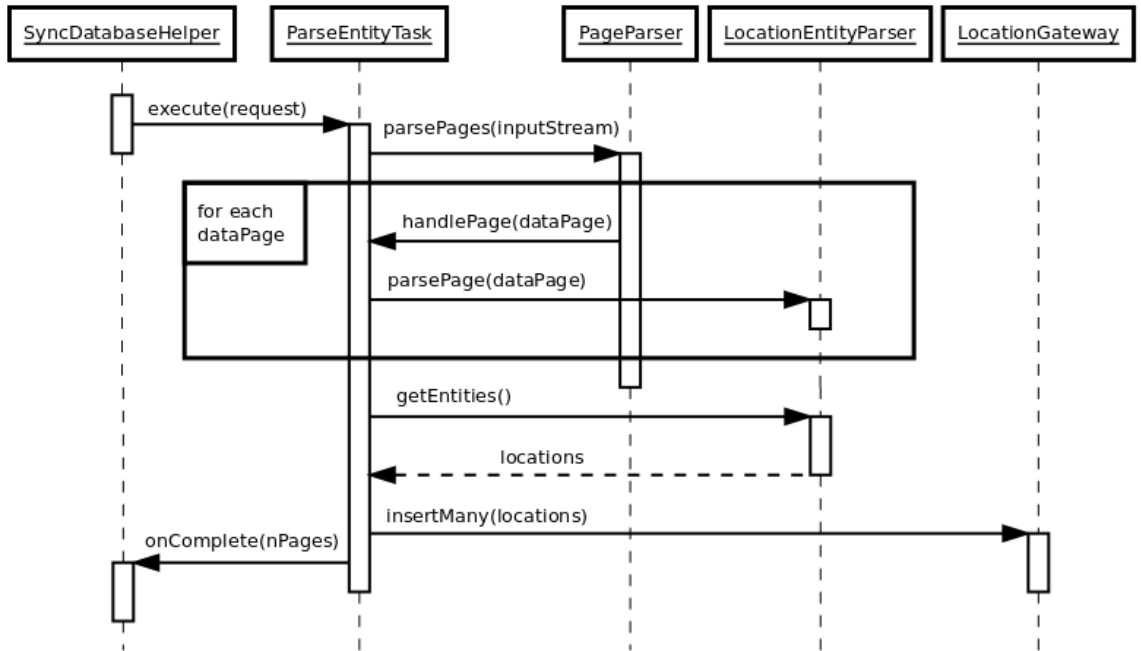 SyncDatabaseHelper
ParseEntityTask
PageParser
LocationEntityParser
LocationGateway
execute(request)
parsePages(inputStream)
for each
dataPage
handlePage(dataPage)
parsePage(dataPage)
getEntities()
locations
insertMany(locations)
onComplete(nPages)